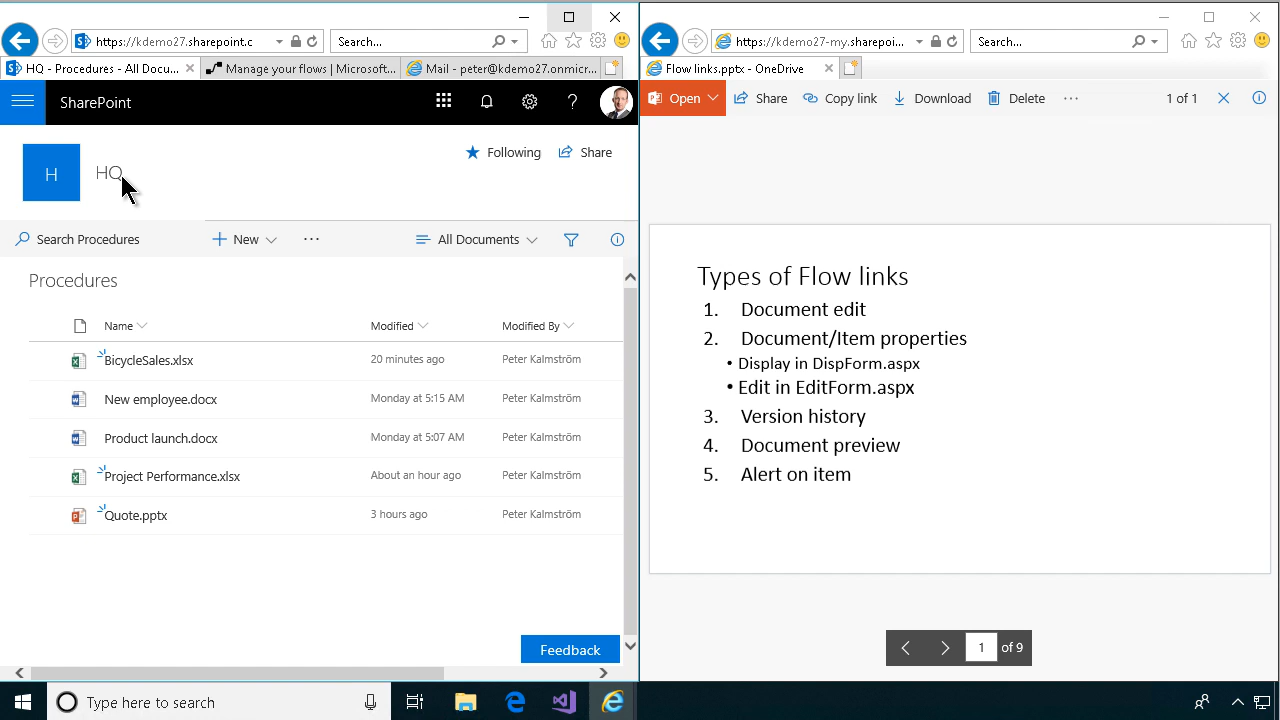 https://kdemo27.sharepoint.c
Search...
HQ - Procedures - All Docu...
Manage your flows | Microsoft...
Mail - peter@kdemo27.onmicr...
SharePoint
Following
Share
H
HQ
Search Procedures
New
All Documents
Procedures
Name
Modified
Modified By
BicycleSales.xlsx
20 minutes ago
Peter Kalmström
New employee.docx
Monday at 5:15 AM
Peter Kalmström
Product launch.docx
Monday at 5:07 AM
Peter Kalmström
Project Performance.xlsx
About an hour ago
Peter Kalmström
Quote.pptx
3 hours ago
Peter Kalmström
Feedback
https://kdemo27-my.sharepoi...
Search...
Flow links.pptx - OneDrive
Open
Share
Copy link
Download
Delete
1 of 1
Types of Flow links
1. Document edit
2. Document/Item properties
• Display in DispForm.aspx
• Edit in EditForm.aspx
3. Version history
4. Document preview
5. Alert on item
1 of 9
Type here to search